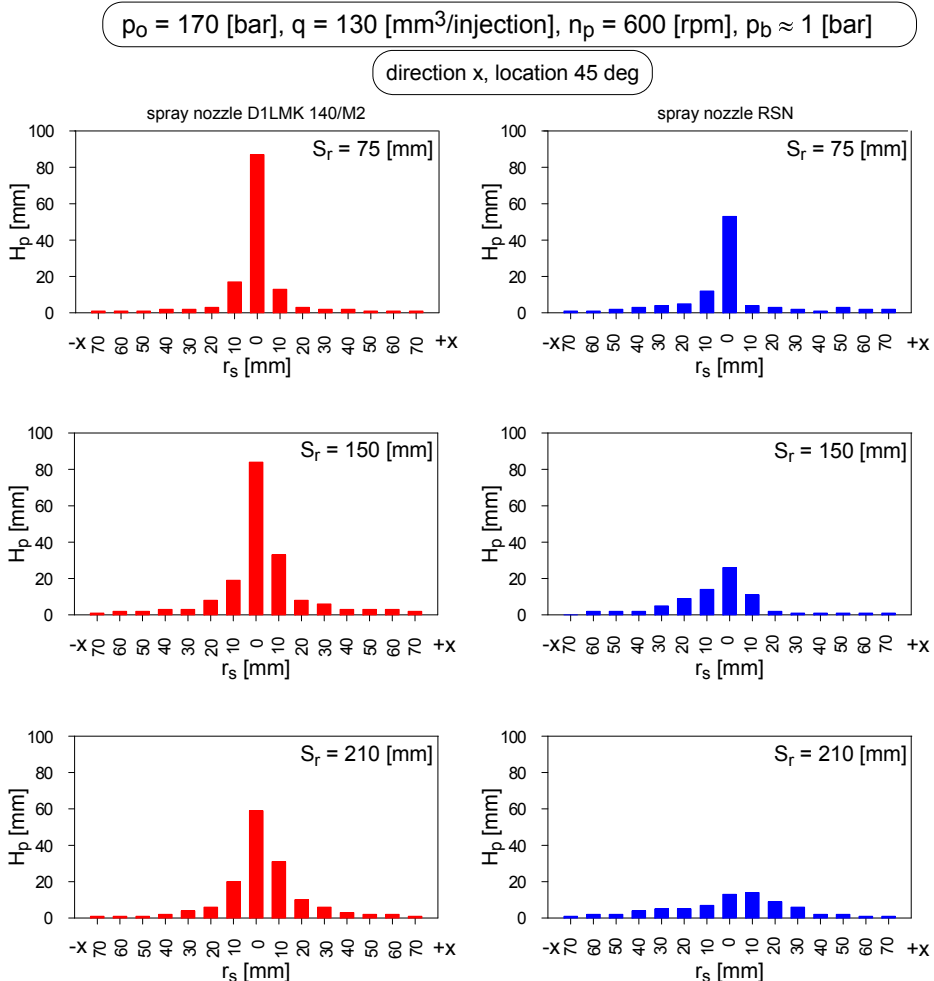 pₒ = 170 [bar], q = 130 [mm³/injection], nₚ = 600 [rpm], p_b ≈ 1 [bar]
direction x, location 45 deg
spray nozzle D1LMK 140/M2
S_r = 75 [mm]
100
80
60
40
20
0
H_p [mm]
-x 70 60 50 40 30 20 10 0 10 20 30 40 50 60 70 +x
r_s [mm]
spray nozzle RSN
S_r = 75 [mm]
100
80
60
40
20
0
H_p [mm]
-x 70 60 50 40 30 20 10 0 10 20 30 40 50 60 70 +x
r_s [mm]
S_r = 150 [mm]
100
80
60
40
20
0
H_p [mm]
-x 70 60 50 40 30 20 10 0 10 20 30 40 50 60 70 +x
r_s [mm]
S_r = 150 [mm]
100
80
60
40
20
0
H_p [mm]
-x 70 60 50 40 30 20 10 0 10 20 30 40 50 60 70 +x
r_s [mm]
S_r = 210 [mm]
100
80
60
40
20
0
H_p [mm]
-x 70 60 50 40 30 20 10 0 10 20 30 40 50 60 70 +x
r_s [mm]
S_r = 210 [mm]
100
80
60
40
20
0
H_p [mm]
-x 70 60 50 40 30 20 10 0 10 20 30 40 50 60 70 +x
r_s [mm]